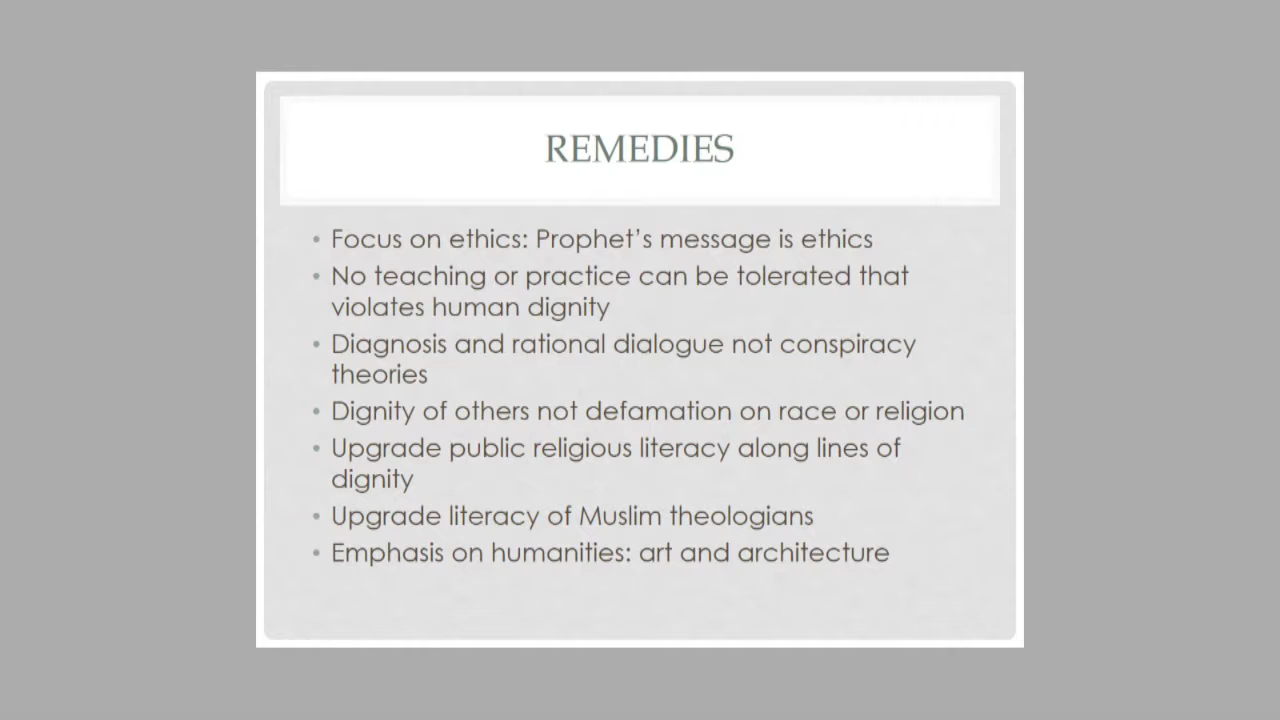 REMEDIES
• Focus on ethics: Prophet’s message is ethics
• No teaching or practice can be tolerated that
violates human dignity
• Diagnosis and rational dialogue not conspiracy
theories
• Dignity of others not defamation on race or religion
• Upgrade public religious literacy along lines of
dignity
• Upgrade literacy of Muslim theologians
• Emphasis on humanities: art and architecture